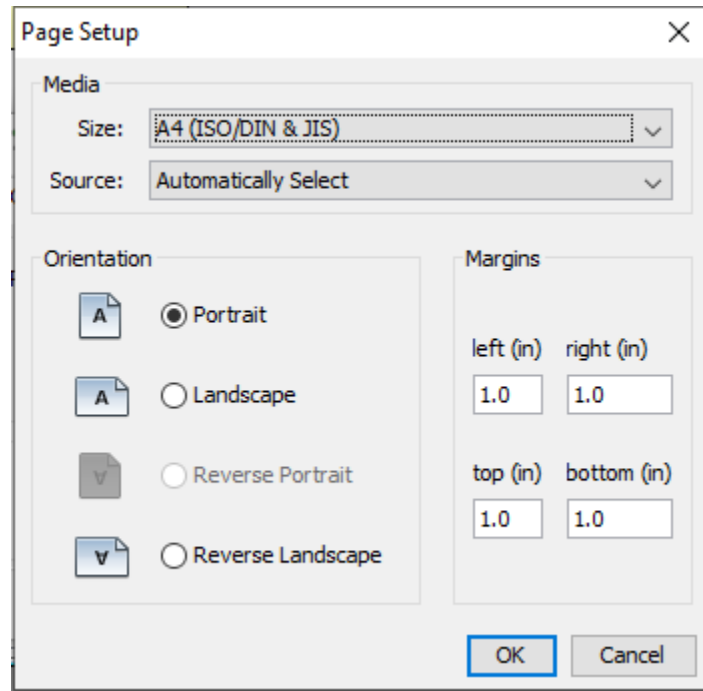 Page Setup
Media
Size: A4 (ISO/DIN & JIS)
Source: Automatically Select
Orientation
A Portrait
A Landscape
A Reverse Portrait
A Reverse Landscape
Margins
left (in) right (in)
1.0 1.0
top (in) bottom (in)
1.0 1.0
OK Cancel